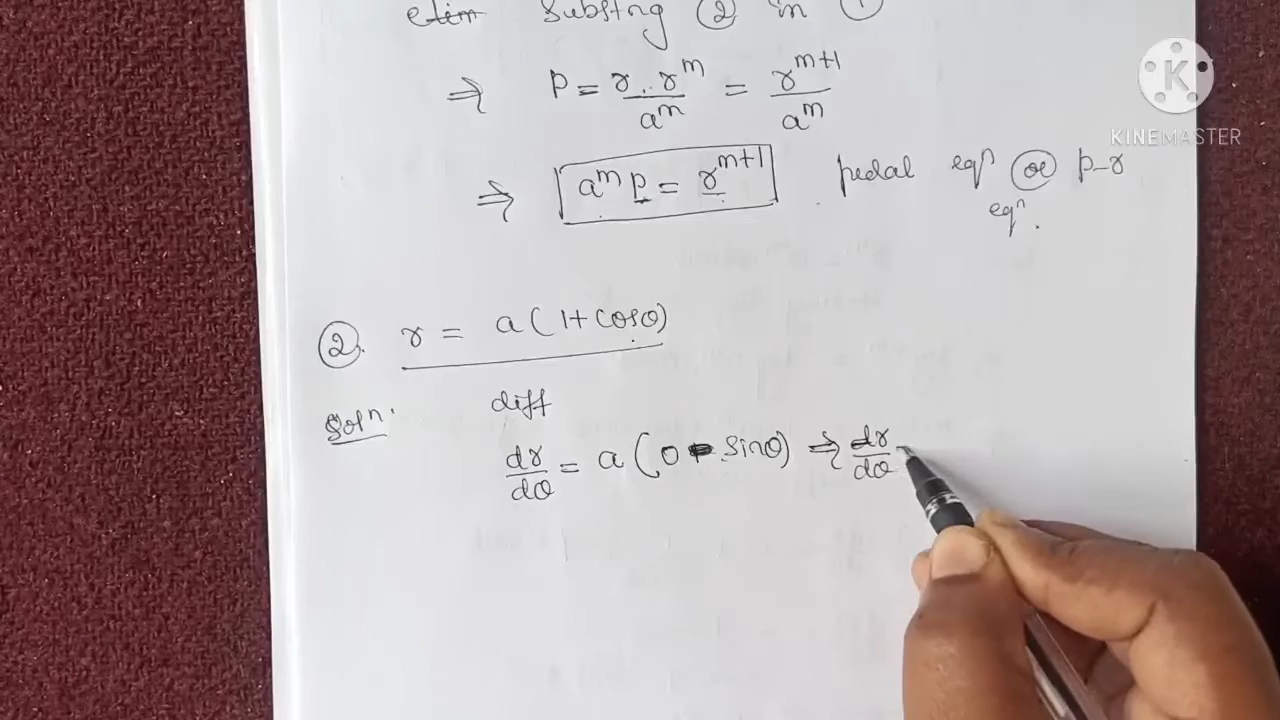 Substng ② in ①
⇒ p = r . r^m / a^m = r^(m+1) / a^m
⇒ a^m p = r^(m+1) . pedal eqⁿ or p-r
eqⁿ.
②. r = a(1+cosθ)
Solⁿ. diff
dr/dθ = a(0 - sinθ) ⇒ dr/dθ
KINEMASTER